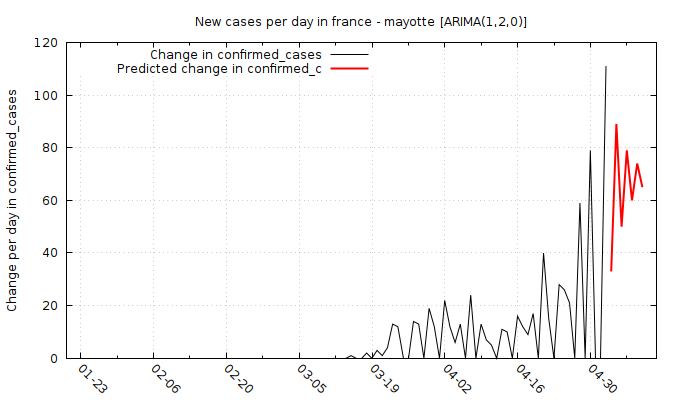 New cases per day in france - mayotte [ARIMA(1,2,0)]
Change in confirmed_cases
Predicted change in confirmed_c
Change per day in confirmed_cases
120
100
80
60
40
20
0
01-23 02-06 02-20 03-05 03-19 04-02 04-16 04-30